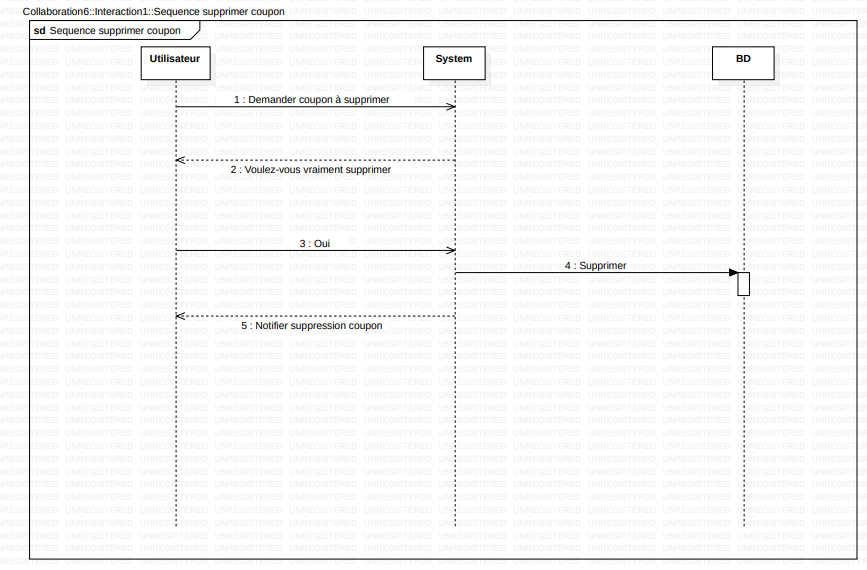 Collaboration6::Interaction1::Sequence supprimer coupon
sd Sequence supprimer coupon
Utilisateur
System
BD
1 : Demander coupon à supprimer
2 : Voulez-vous vraiment supprimer
3 : Oui
4 : Supprimer
5 : Notifier suppression coupon
UNREGISTERED